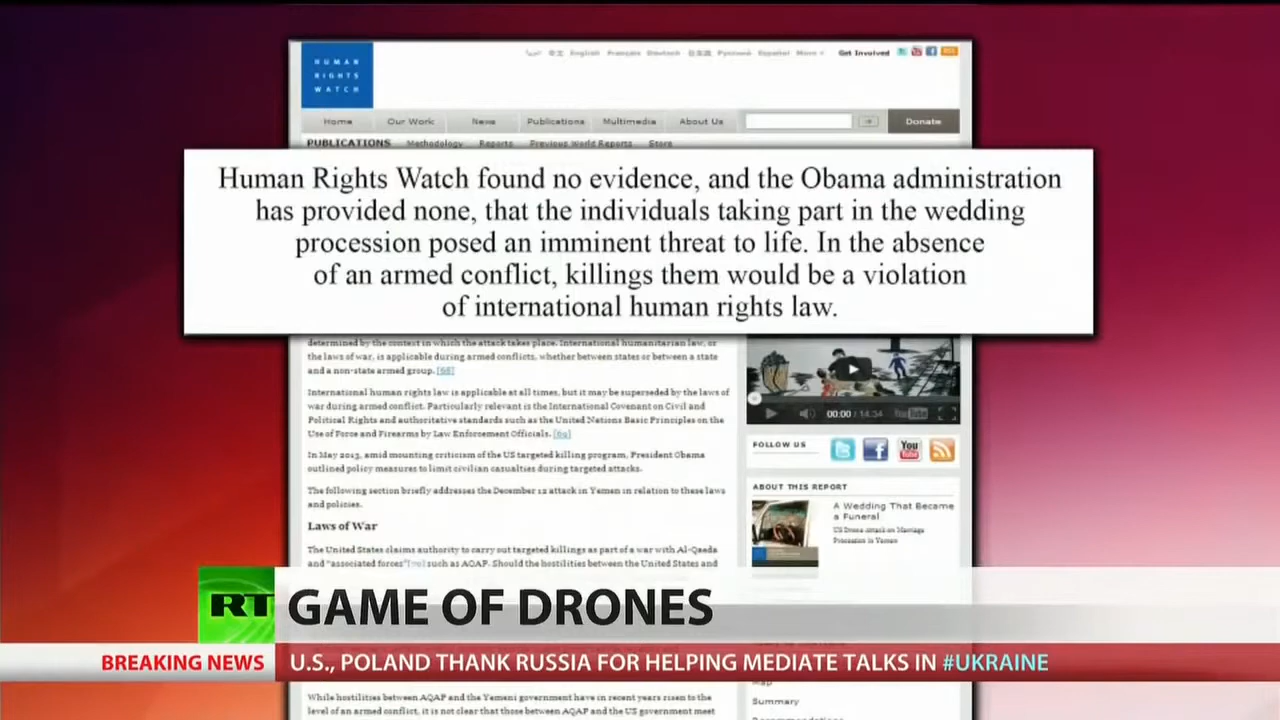 HUMAN
RIGHTS
WATCH
English Français Deutsch Русский Español More Get Involved RSS
Home Our Work News Publications Multimedia About Us Donate
PUBLICATIONS Methodology Reports Previous World Reports Store
Human Rights Watch found no evidence, and the Obama administration
has provided none, that the individuals taking part in the wedding
procession posed an imminent threat to life. In the absence
of an armed conflict, killings them would be a violation
of international human rights law.
determined by the context in which the attack takes place. International humanitarian law, or
the laws of war, is applicable during armed conflicts, whether between states or between a state
and a non-state armed group. [68]
International human rights law is applicable at all times, but it may be superseded by the laws of
war during armed conflict. Particularly relevant is the International Covenant on Civil and
Political Rights and authoritative standards such as the United Nations Basic Principles on the
Use of Force and Firearms by Law Enforcement Officials. [69]
In May 2013, amid mounting criticism of the US targeted killing program, President Obama
outlined policy measures to limit civilian casualties during targeted attacks.
The following section briefly addresses the December 12 attack in Yemen in relation to these laws
and policies.
Laws of War
The United States claims authority to carry out targeted killings as part of a war with Al-Qaeda
and "associated forces"[70] such as AQAP. Should the hostilities between the United States and
00:00 / 14:34 YouTube
FOLLOW US You Tube
ABOUT THIS REPORT
A Wedding That Became
a Funeral
US Drone Attack on Marriage
Procession in Yemen
RT GAME OF DRONES
BREAKING NEWS U.S., POLAND THANK RUSSIA FOR HELPING MEDIATE TALKS IN #UKRAINE
While hostilities between AQAP and the Yemeni government have in recent years risen to the
level of an armed conflict, it is not clear that those between AQAP and the US government meet
Map
Summary
Recommendations